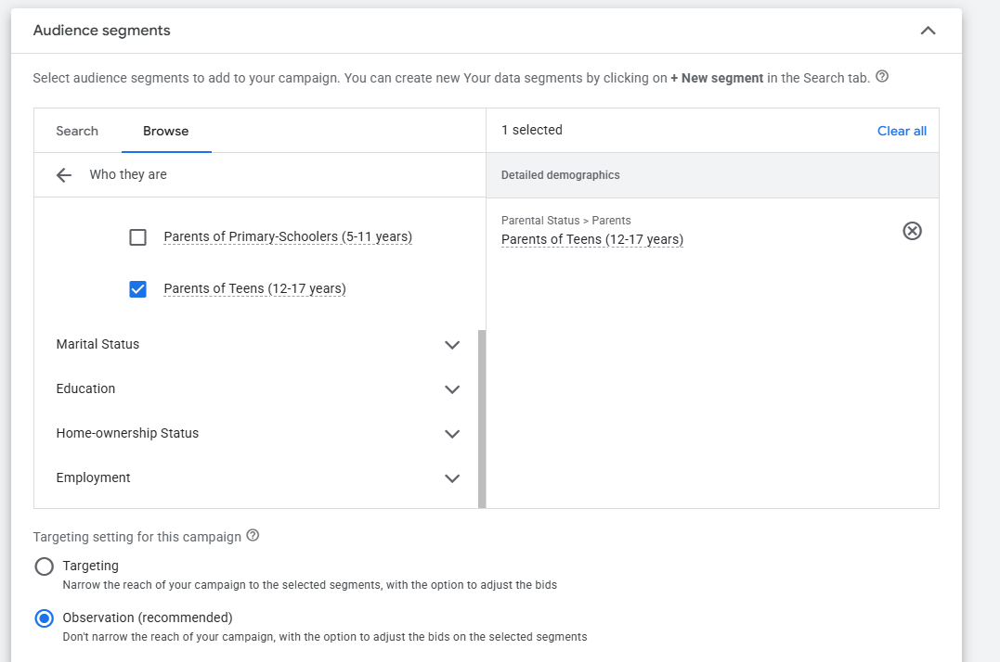 Audience segments
Select audience segments to add to your campaign. You can create new Your data segments by clicking on + New segment in the Search tab.
Search
Browse
Who they are
Parents of Primary-Schoolers (5-11 years)
Parents of Teens (12-17 years)
Marital Status
Education
Home-ownership Status
Employment
1 selected
Clear all
Detailed demographics
Parental Status > Parents
Parents of Teens (12-17 years)
Targeting setting for this campaign
Targeting
Narrow the reach of your campaign to the selected segments, with the option to adjust the bids
Observation (recommended)
Don't narrow the reach of your campaign, with the option to adjust the bids on the selected segments